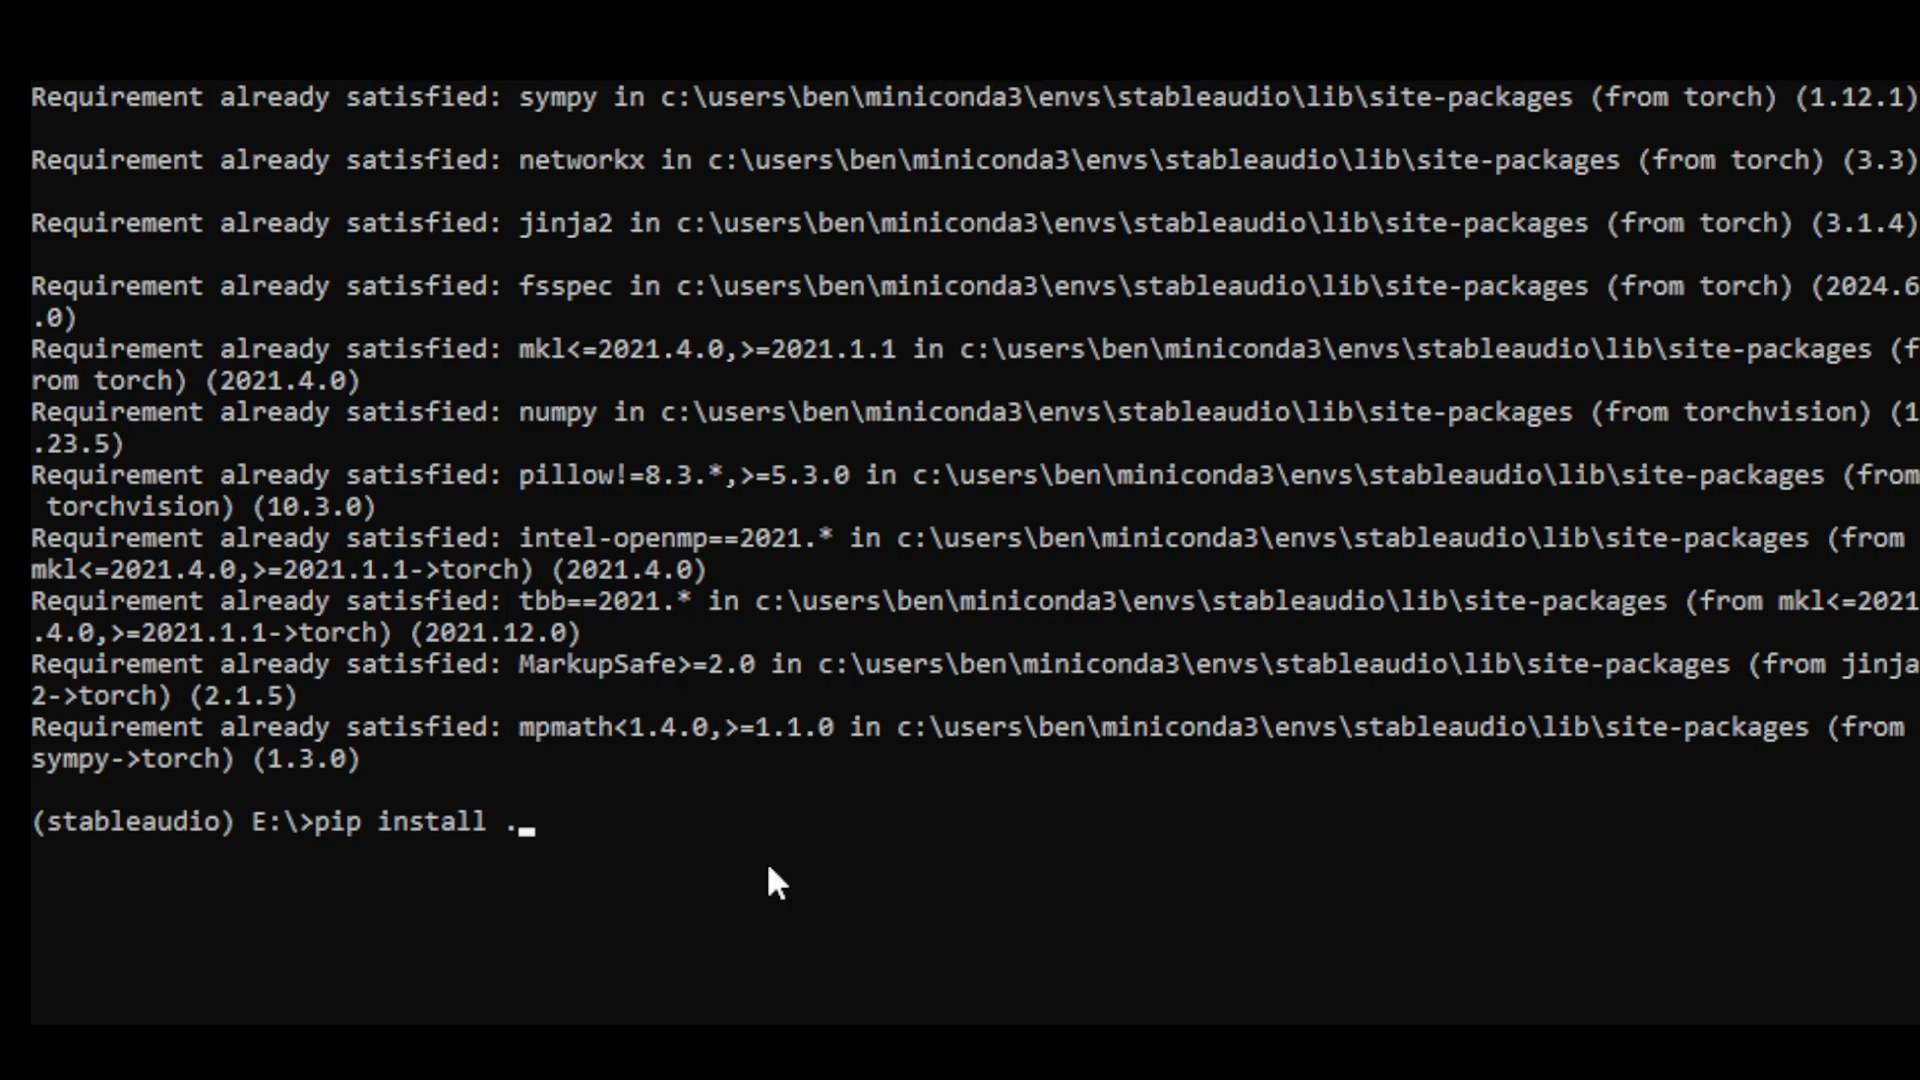 Requirement already satisfied: sympy in c:\users\ben\miniconda3\envs\stableaudio\lib\site-packages (from torch) (1.12.1)
Requirement already satisfied: networkx in c:\users\ben\miniconda3\envs\stableaudio\lib\site-packages (from torch) (3.3)
Requirement already satisfied: jinja2 in c:\users\ben\miniconda3\envs\stableaudio\lib\site-packages (from torch) (3.1.4)
Requirement already satisfied: fsspec in c:\users\ben\miniconda3\envs\stableaudio\lib\site-packages (from torch) (2024.6
.0)
Requirement already satisfied: mkl<=2021.4.0,>=2021.1.1 in c:\users\ben\miniconda3\envs\stableaudio\lib\site-packages (f
rom torch) (2021.4.0)
Requirement already satisfied: numpy in c:\users\ben\miniconda3\envs\stableaudio\lib\site-packages (from torchvision) (1
.23.5)
Requirement already satisfied: pillow!=8.3.*,>=5.3.0 in c:\users\ben\miniconda3\envs\stableaudio\lib\site-packages (from
 torchvision) (10.3.0)
Requirement already satisfied: intel-openmp==2021.* in c:\users\ben\miniconda3\envs\stableaudio\lib\site-packages (from
mkl<=2021.4.0,>=2021.1.1->torch) (2021.4.0)
Requirement already satisfied: tbb==2021.* in c:\users\ben\miniconda3\envs\stableaudio\lib\site-packages (from mkl<=2021
.4.0,>=2021.1.1->torch) (2021.12.0)
Requirement already satisfied: MarkupSafe>=2.0 in c:\users\ben\miniconda3\envs\stableaudio\lib\site-packages (from jinja
2->torch) (2.1.5)
Requirement already satisfied: mpmath<1.4.0,>=1.1.0 in c:\users\ben\miniconda3\envs\stableaudio\lib\site-packages (from
sympy->torch) (1.3.0)
(stableaudio) E:\>pip install .